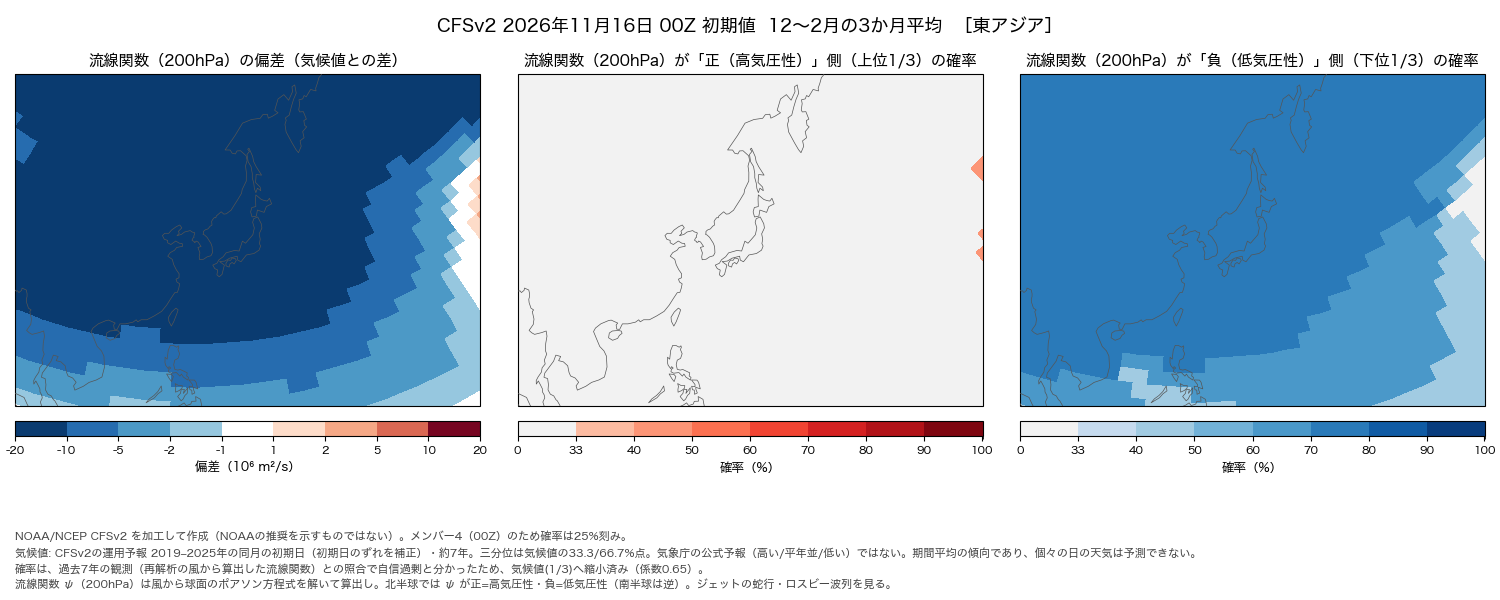 CFSv2 2026年11月16日 00Z 初期値  12〜2月の3か月平均  ［東アジア］
流線関数（200hPa）の偏差（気候値との差）
流線関数（200hPa）が「正（高気圧性）」側（上位1/3）の確率
流線関数（200hPa）が「負（低気圧性）」側（下位1/3）の確率
-20 -10 -5 -2 -1 1 2 5 10 20
偏差（10⁶ m²/s）
0 33 40 50 60 70 80 90 100
確率（%）
0 33 40 50 60 70 80 90 100
確率（%）
NOAA/NCEP CFSv2 を加工して作成（NOAAの推奨を示すものではない）。メンバー4（00Z）のため確率は25%刻み。
気候値: CFSv2の運用予報 2019–2025年の同月の初期日（初期日のずれを補正）・約7年。三分位は気候値の33.3/66.7%点。気象庁の公式予報（高い/平年並/低い）ではない。期間平均の傾向であり、個々の日の天気は予測できない。
確率は、過去7年の観測（再解析の風から算出した流線関数）との照合で自信過剰と分かったため、気候値(1/3)へ縮小済み（係数0.65）。
流線関数 ψ（200hPa）は風から球面のポアソン方程式を解いて算出し。北半球では ψ が正=高気圧性・負=低気圧性（南半球は逆）。ジェットの蛇行・ロスビー波列を見る。